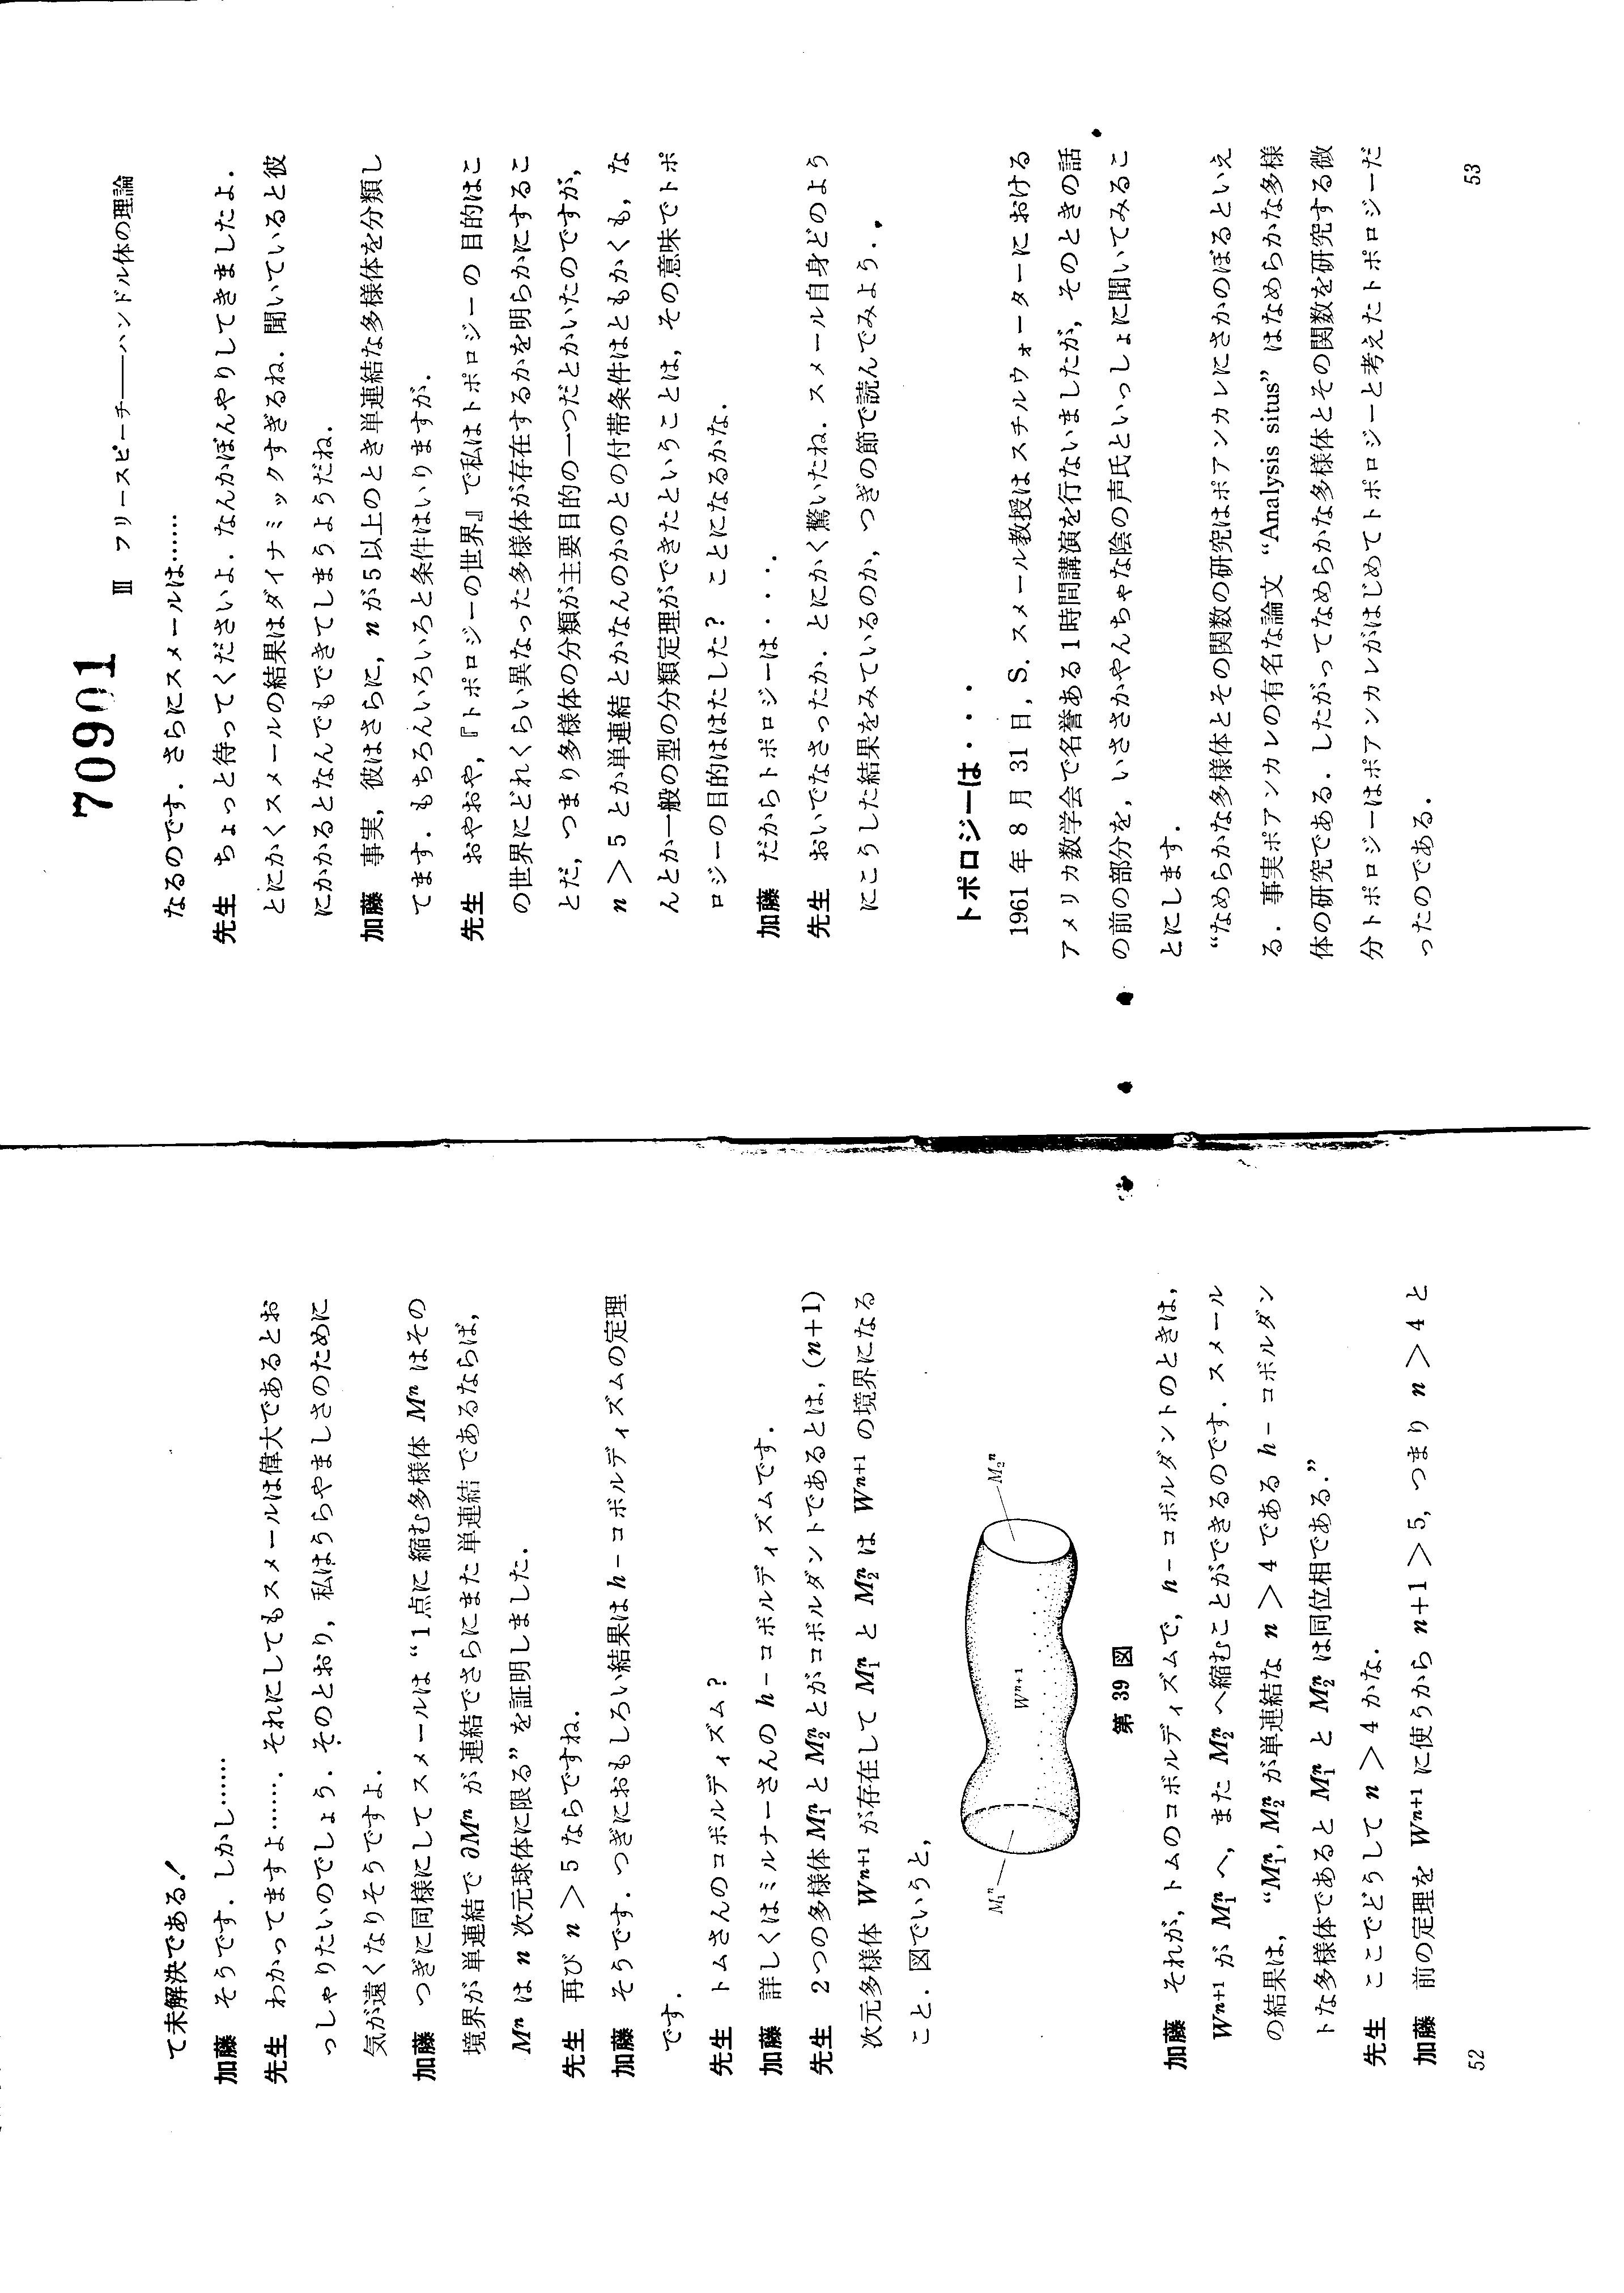 て未解決である！
加藤　そうです．しかし……
先生　わかってますよ……．それにしてもスメールは偉大であるとお
っしゃりたいのでしょう．そのとおり，私はうらやましさのために
気が遠くなりそうですよ．
加藤　つぎに同様にしてスメールは“1点に縮む多様体 Mⁿ はその
境界が単連結で ∂Mⁿ が連結でさらにまた単連結であるならば，
Mⁿ は n 次元球体に限る”を証明しました．
先生　再び n＞5 ならですね．
加藤　そうです．つぎにおもしろい結果は h－コボルディズムの定理
です．
先生　トムさんのコボルディズム？
加藤　詳しくはミルナーさんの h－コボルディズムです．
先生　2つの多様体 M₁ⁿ と M₂ⁿ とがコボルダントであるとは，(n＋1)
次元多様体 Wⁿ⁺¹ が存在して M₁ⁿ と M₂ⁿ は Wⁿ⁺¹ の境界になる
こと．図でいうと，
M₁ⁿ
Wⁿ⁺¹
M₂ⁿ
第 39 図
加藤　それが，トムのコボルディズムで，h－コボルダントのときは，
Wⁿ⁺¹ が M₁ⁿ へ，また M₂ⁿ へ縮むことができるのです．スメール
の結果は，“M₁ⁿ, M₂ⁿ が単連結な n＞4 である h－コボルダン
トな多様体であると M₁ⁿ と M₂ⁿ は同位相である．”
先生　ここでどうして n＞4 かな．
加藤　前の定理を Wⁿ⁺¹ に使うから n＋1＞5，つまり n＞4 と
52
70901
Ⅲ　フリースピーチ――ハンドル体の理論
なるのです．さらにスメールは……
先生　ちょっと待ってくださいよ．なんかぼんやりしてきましたよ．
とにかくスメールの結果はダイナミックすぎるね．聞いていると彼
にかかるとなんでもできてしまうようだね．
加藤　事実，彼はさらに，n が5以上のとき単連結な多様体を分類し
てます．もちろんいろいろと条件はいりますが．
先生　おやおや，『トポロジーの世界』で私はトポロジーの目的はこ
の世界にどれくらい異なった多様体が存在するかを明らかにするこ
とだ，つまり多様体の分類が主要目的の一つだとかいたのですが，
n＞5 とか単連結とかなんのかのとの付帯条件はともかくも，な
んとか一般の型の分類定理ができたということは，その意味でトポ
ロジーの目的ははたした？ ことになるかな．
加藤　だからトポロジーは・・・．
先生　おいでなさったか．とにかく驚いたね．スメール自身どのよう
にこうした結果をみているのか，つぎの節で読んでみよう．
トポロジーは・・・
1961 年 8 月 31 日，S. スメール教授はスチルウォーターにおける
アメリカ数学会で名誉ある1時間講演を行ないましたが，そのときの話
の前の部分を，いささかやんちゃな陰の声氏といっしょに聞いてみるこ
とにします．
“なめらかな多様体とその関数の研究はポアンカレにさかのぼるといえ
る．事実ポアンカレの有名な論文“Analysis situs”はなめらかな多様
体の研究である．したがってなめらかな多様体とその関数を研究する微
分トポロジーはポアンカレがはじめてトポロジーと考えたトポロジーだ
ったのである．
53